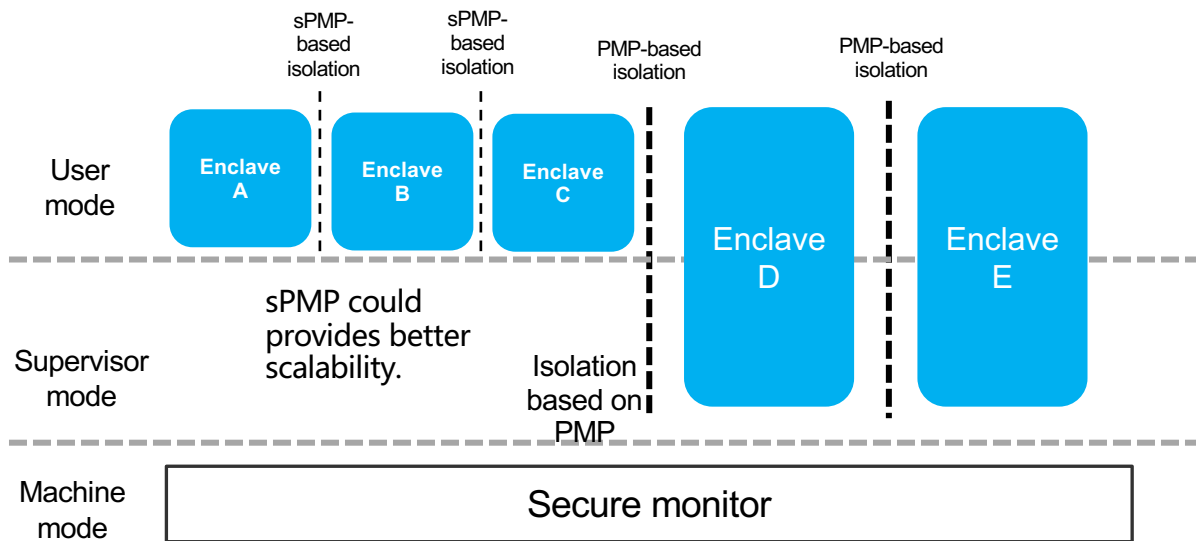 sPMP-
based
isolation
sPMP-
based
isolation
PMP-based
isolation
PMP-based
isolation
User
mode
Enclave
A
Enclave
B
Enclave
C
Enclave
D
Enclave
E
sPMP could
provides better
scalability.
Supervisor
mode
Isolation
based on
PMP
Machine
mode
Secure monitor